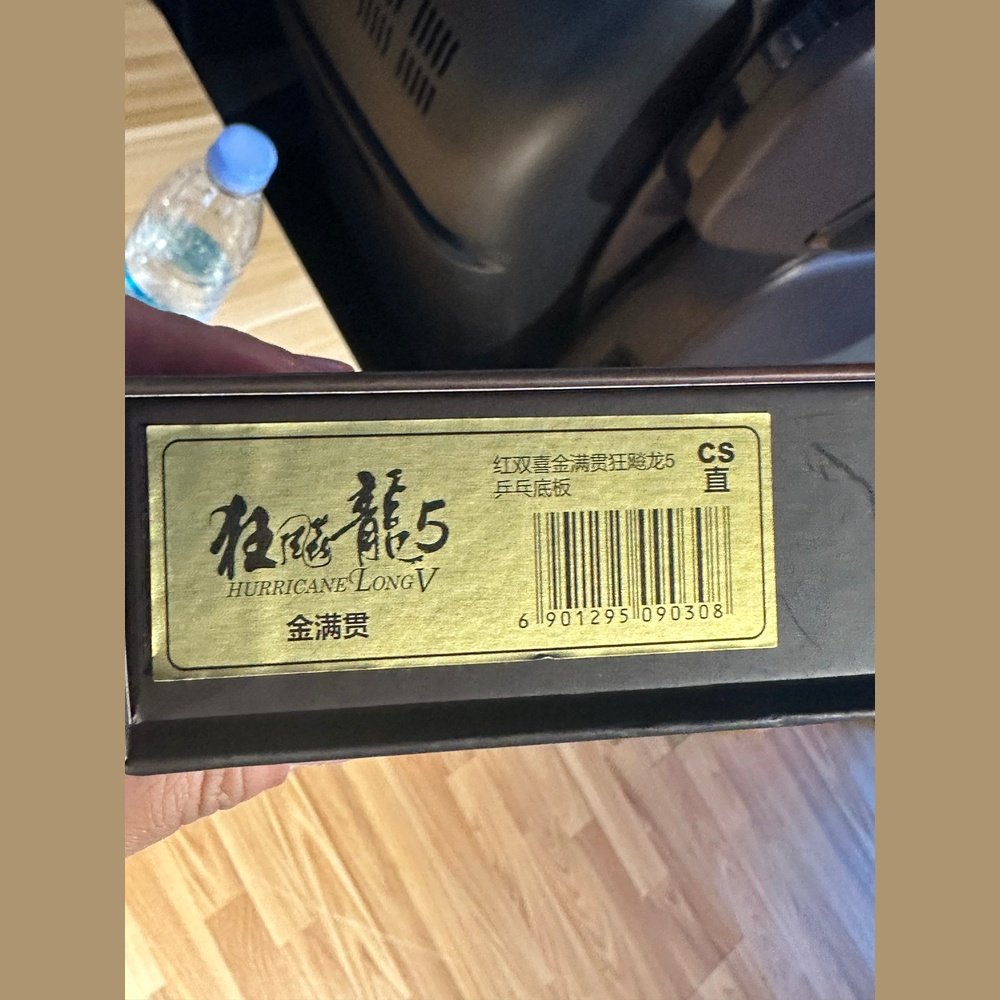 狂飚龍5
HURRICANE LONG V
金满贯
红双喜金满贯狂飚龙5
乒乓底板
CS
直
6 901295 090308